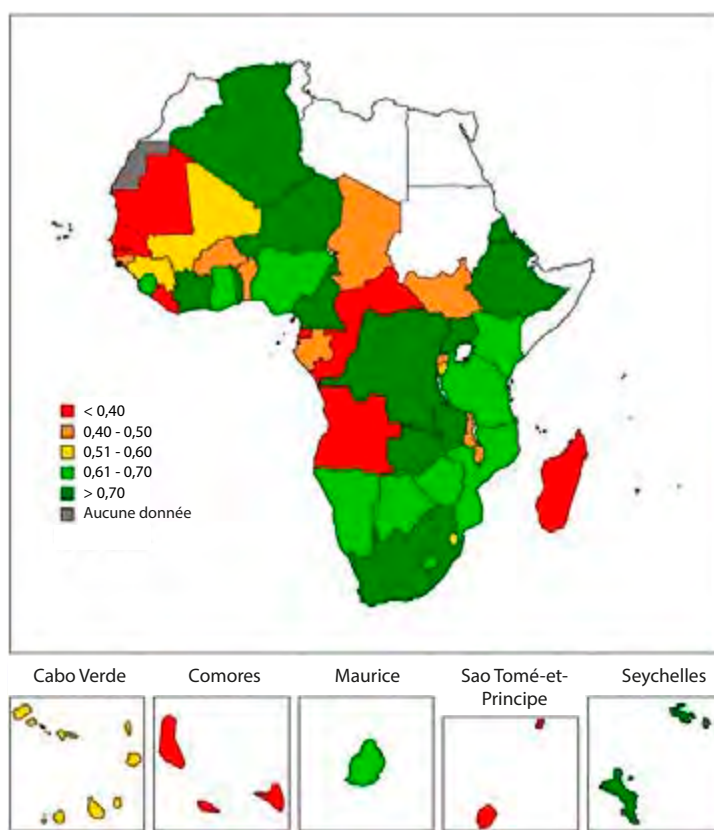 < 0,40
0,40 - 0,50
0,51 - 0,60
0,61 - 0,70
> 0,70
Aucune donnée
Cabo Verde
Comores
Maurice
Sao Tomé-et-
Principe
Seychelles